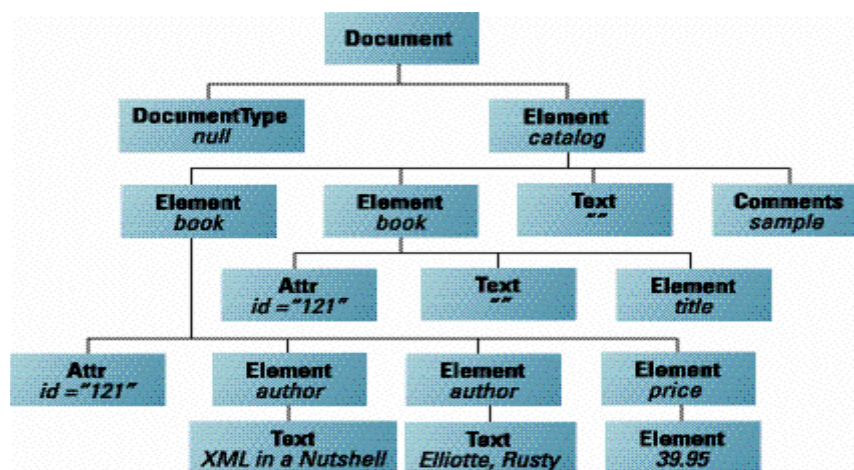 Document
DocumentType
null
Element
catalog
Element
book
Element
book
Text
""
Comments
sample
Attr
id ="121"
Text
""
Element
title
Attr
id ="121"
Element
author
Element
author
Element
price
Text
XML in a Nutshell
Text
Elliotte, Rusty
Element
39.95